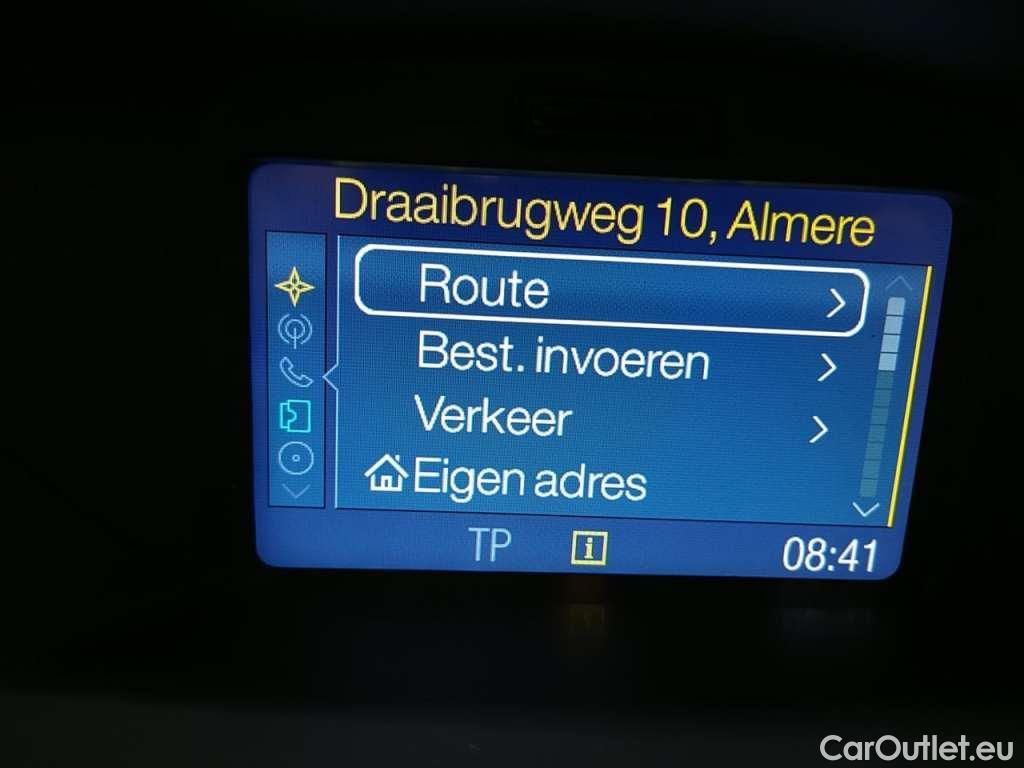 Draaibrugweg 10, Almere
Route
Best. invoeren
Verkeer
Eigen adres
TP
i
08:41
CarOutlet.eu